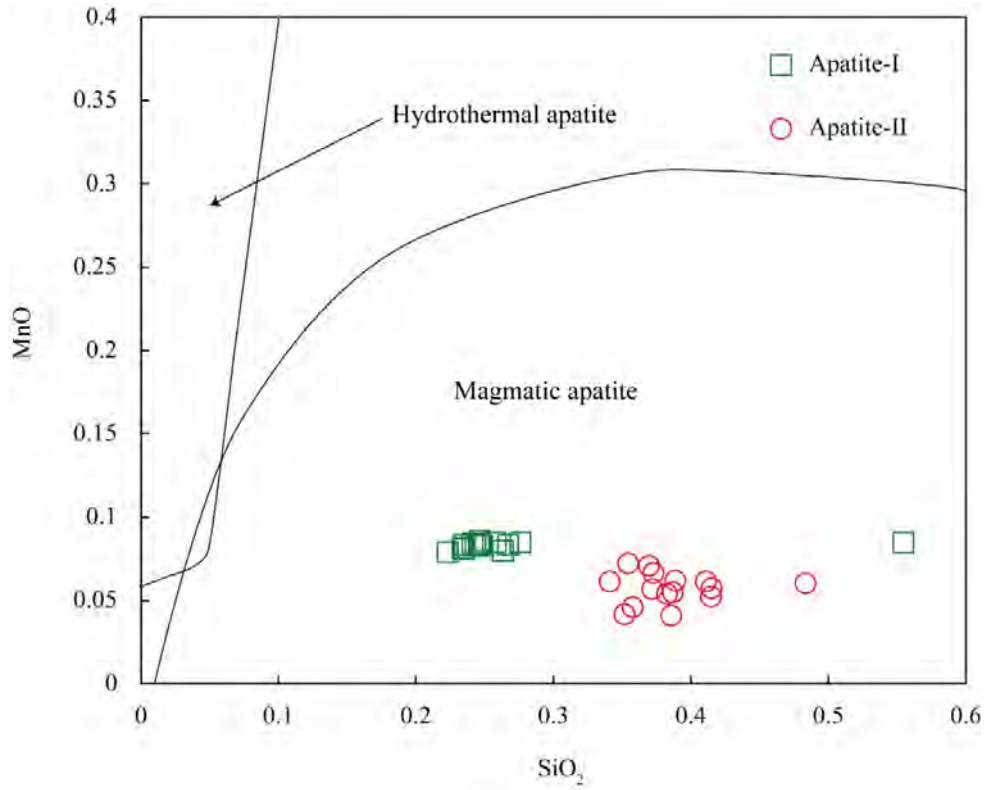 0.4
Apatite-I
0.35
Hydrothermal apatite
Apatite-II
0.3
0.25
MnO
0.2
Magmatic apatite
0.15
0.1
0.05
0
0 0.1 0.2 0.3 0.4 0.5 0.6
SiO₂